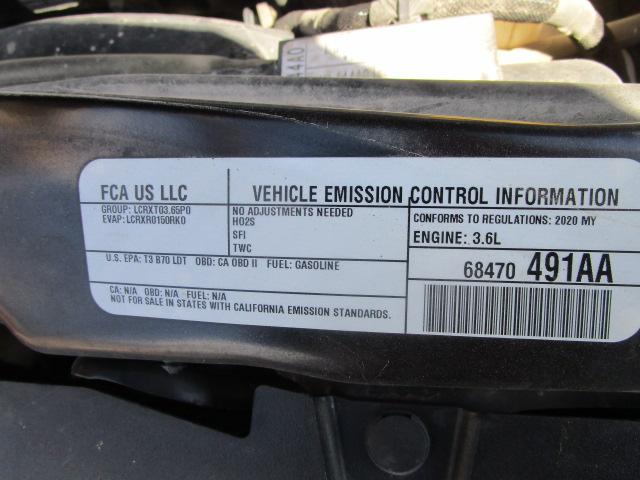 44A0
FCA US LLC
VEHICLE EMISSION CONTROL INFORMATION
GROUP: LCRXT03.65P0
EVAP: LCRXR0150RK0
NO ADJUSTMENTS NEEDED
HO2S
SFI
TWC
CONFORMS TO REGULATIONS: 2020 MY
ENGINE: 3.6L
U.S. EPA: T3 B70 LDT OBD: CA OBD II FUEL: GASOLINE
68470 491AA
CA: N/A OBD: N/A FUEL: N/A
NOT FOR SALE IN STATES WITH CALIFORNIA EMISSION STANDARDS.